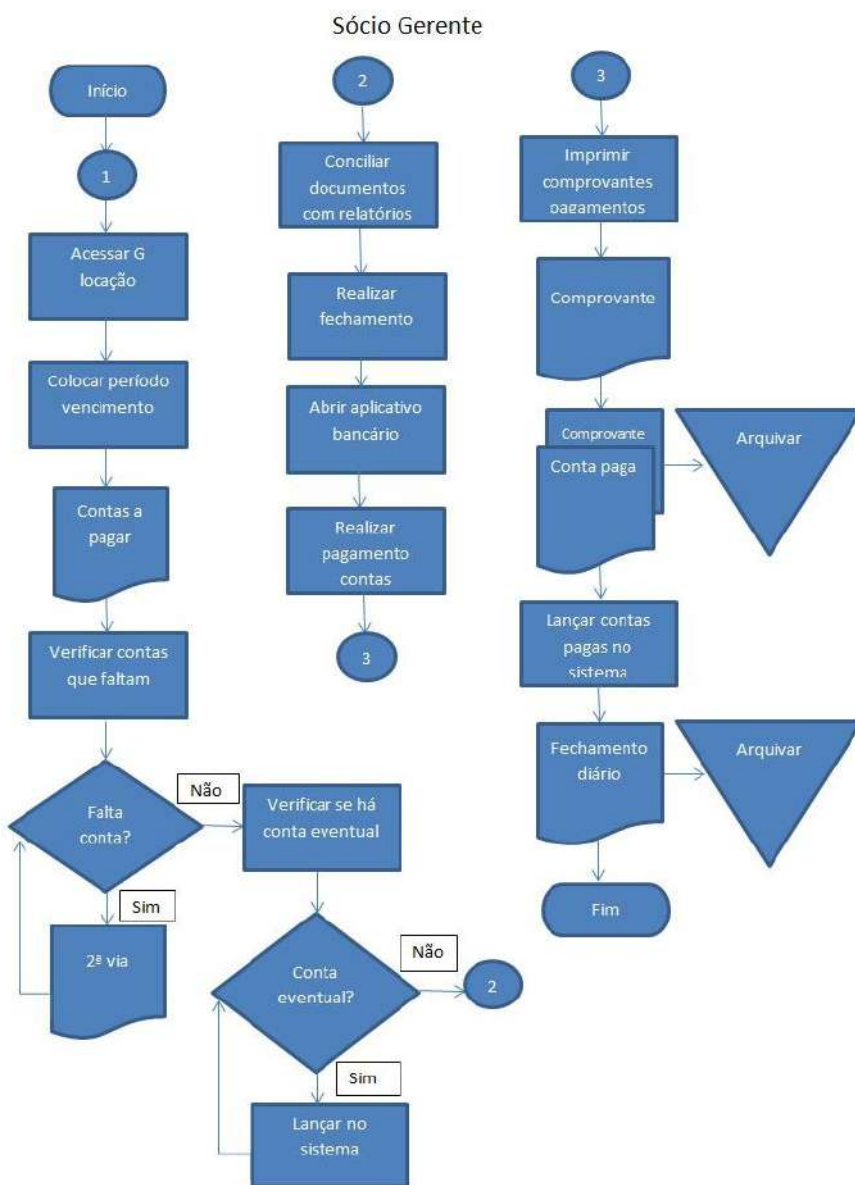 Sócio Gerente
Início
1
Acessar G
locação
Colocar período
vencimento
Contas a
pagar
Verificar contas
que faltam
Falta
conta?
Não
Sim
2ª via
Verificar se há
conta eventual
Conta
eventual?
Não
2
Sim
Lançar no
sistema
2
Conciliar
documentos
com relatórios
Realizar
fechamento
Abrir aplicativo
bancário
Realizar
pagamento
contas
3
3
Imprimir
comprovantes
pagamentos
Comprovante
Comprovante
Conta paga
Arquivar
Lançar contas
pagas no
sistema
Fechamento
diário
Arquivar
Fim